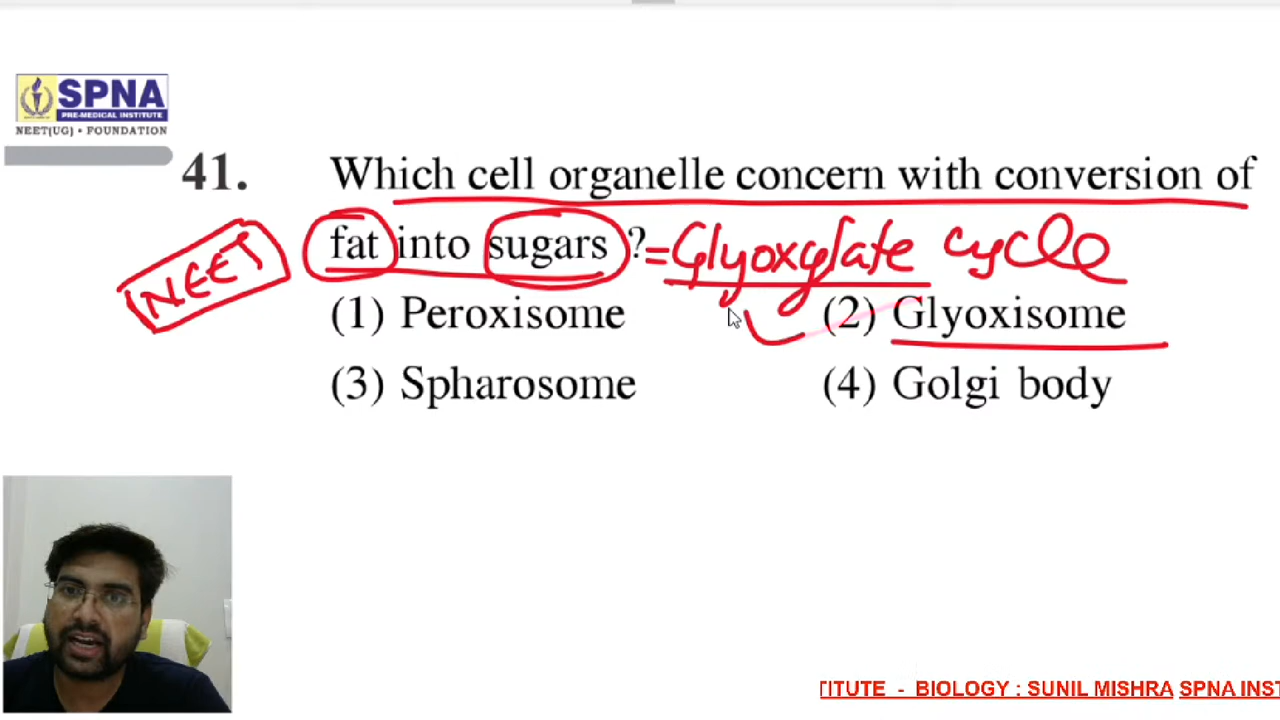 SPNA
PRE-MEDICAL INSTITUTE
NEET(UG) • FOUNDATION
41. Which cell organelle concern with conversion of
fat into sugars ? = Glyoxylate cycle
NEET
(1) Peroxisome (2) Glyoxisome
(3) Spharosome (4) Golgi body
TITUTE - BIOLOGY : SUNIL MISHRA SPNA INST